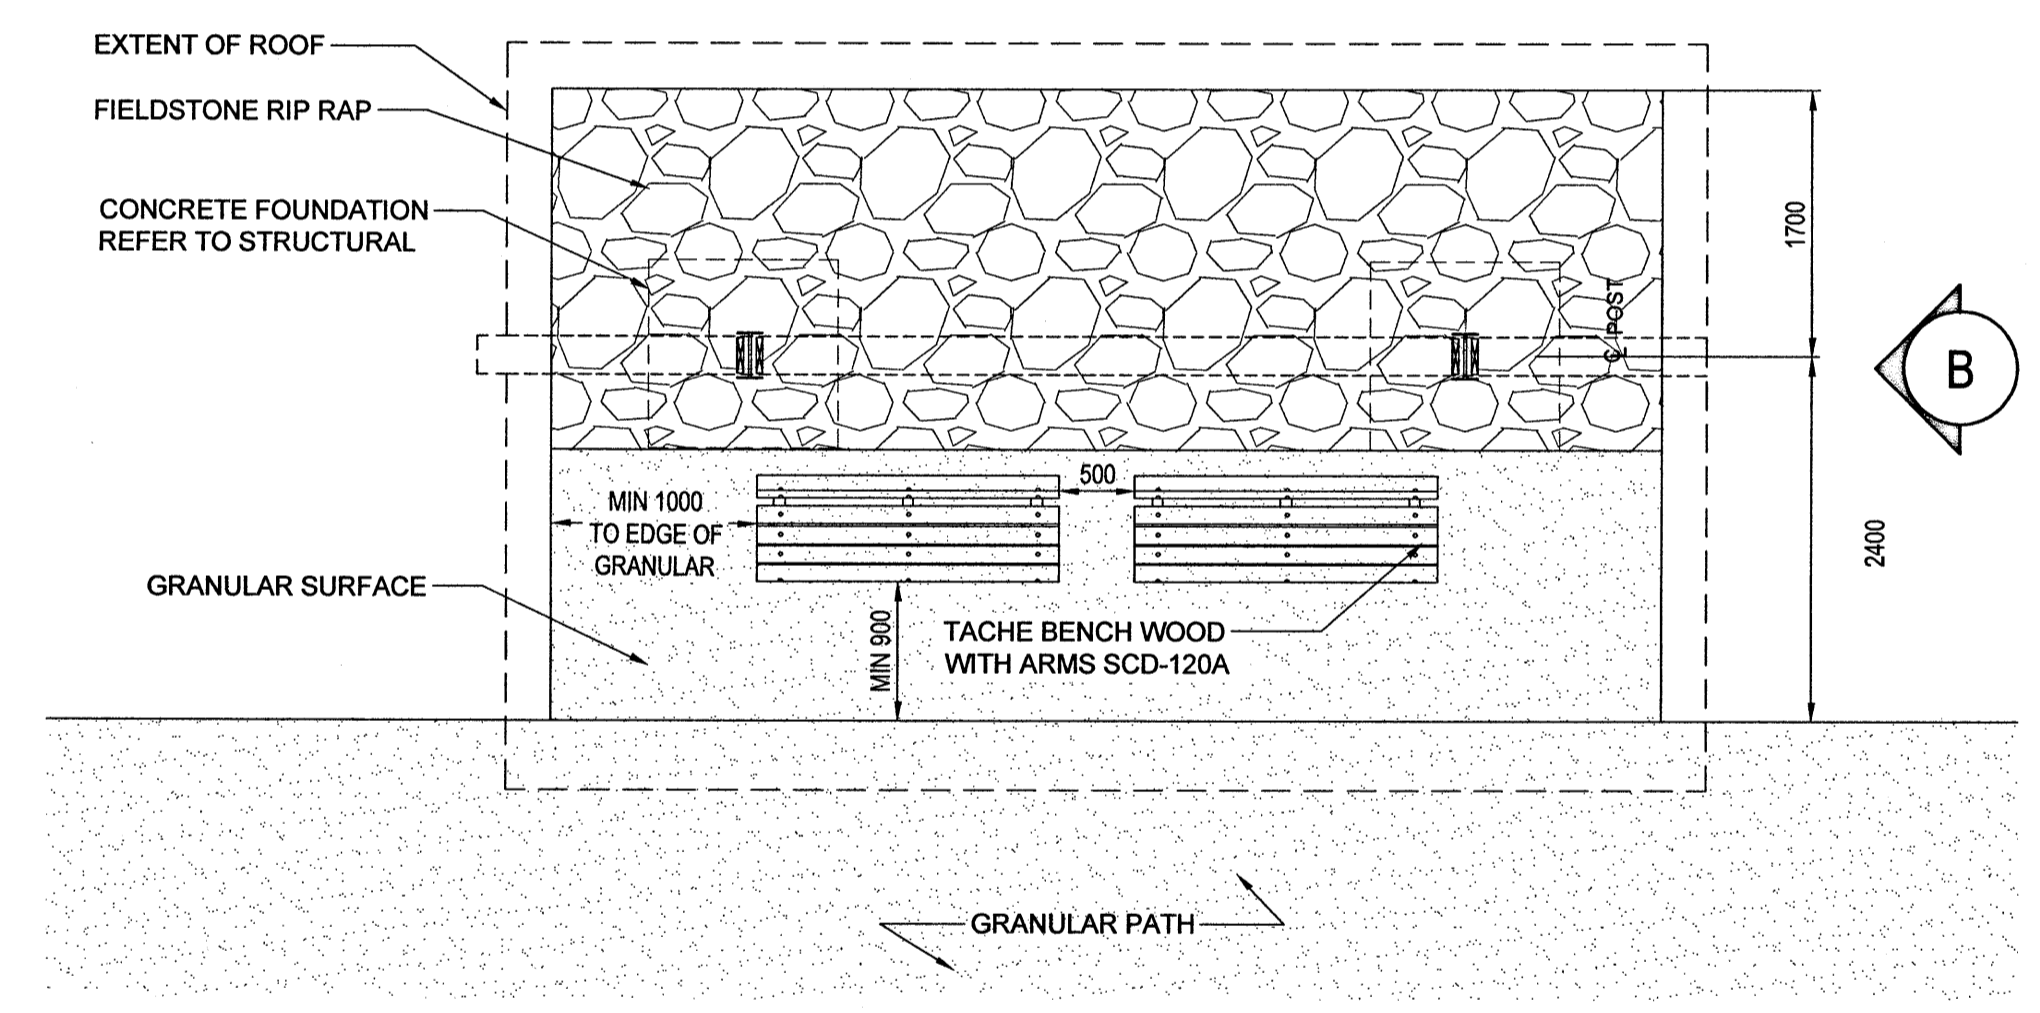 EXTENT OF ROOF
FIELDSTONE RIP RAP
CONCRETE FOUNDATION
REFER TO STRUCTURAL
1700
℄ POST
B
500
MIN 1000
TO EDGE OF
GRANULAR
2400
GRANULAR SURFACE
MIN 900
TACHE BENCH WOOD
WITH ARMS SCD-120A
GRANULAR PATH